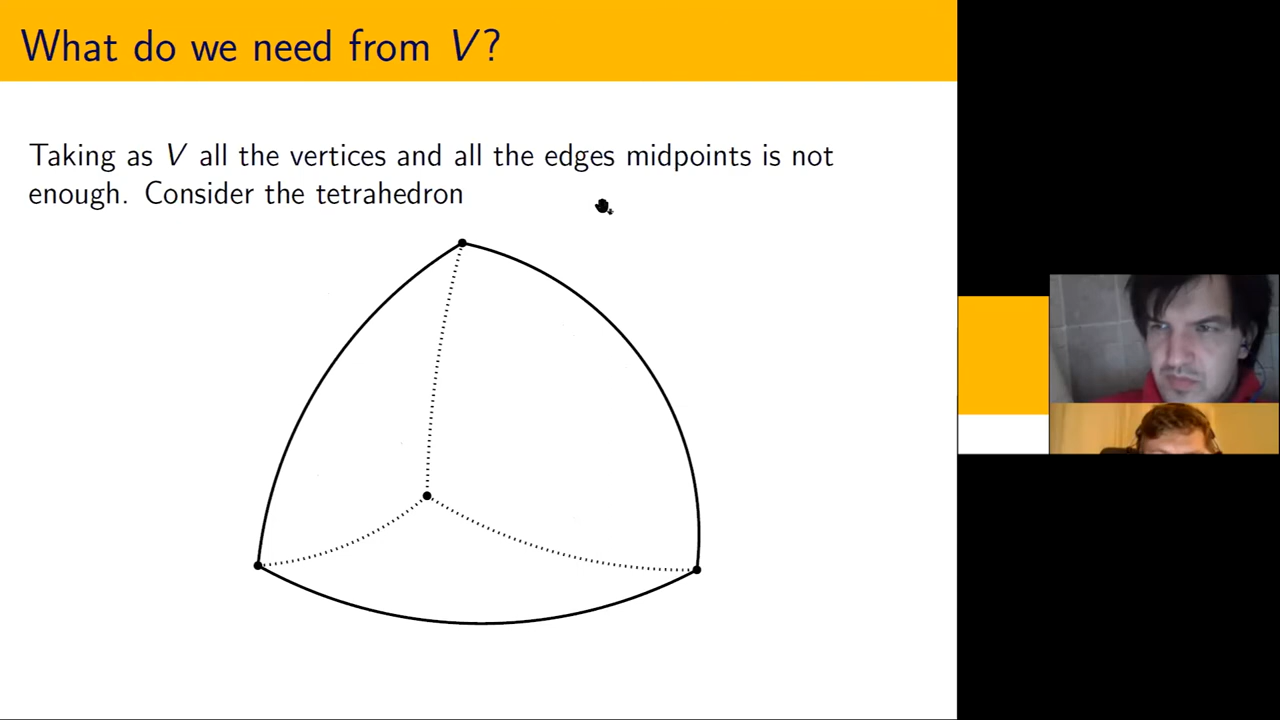 What do we need from V?
Taking as V all the vertices and all the edges midpoints is not
enough. Consider the tetrahedron